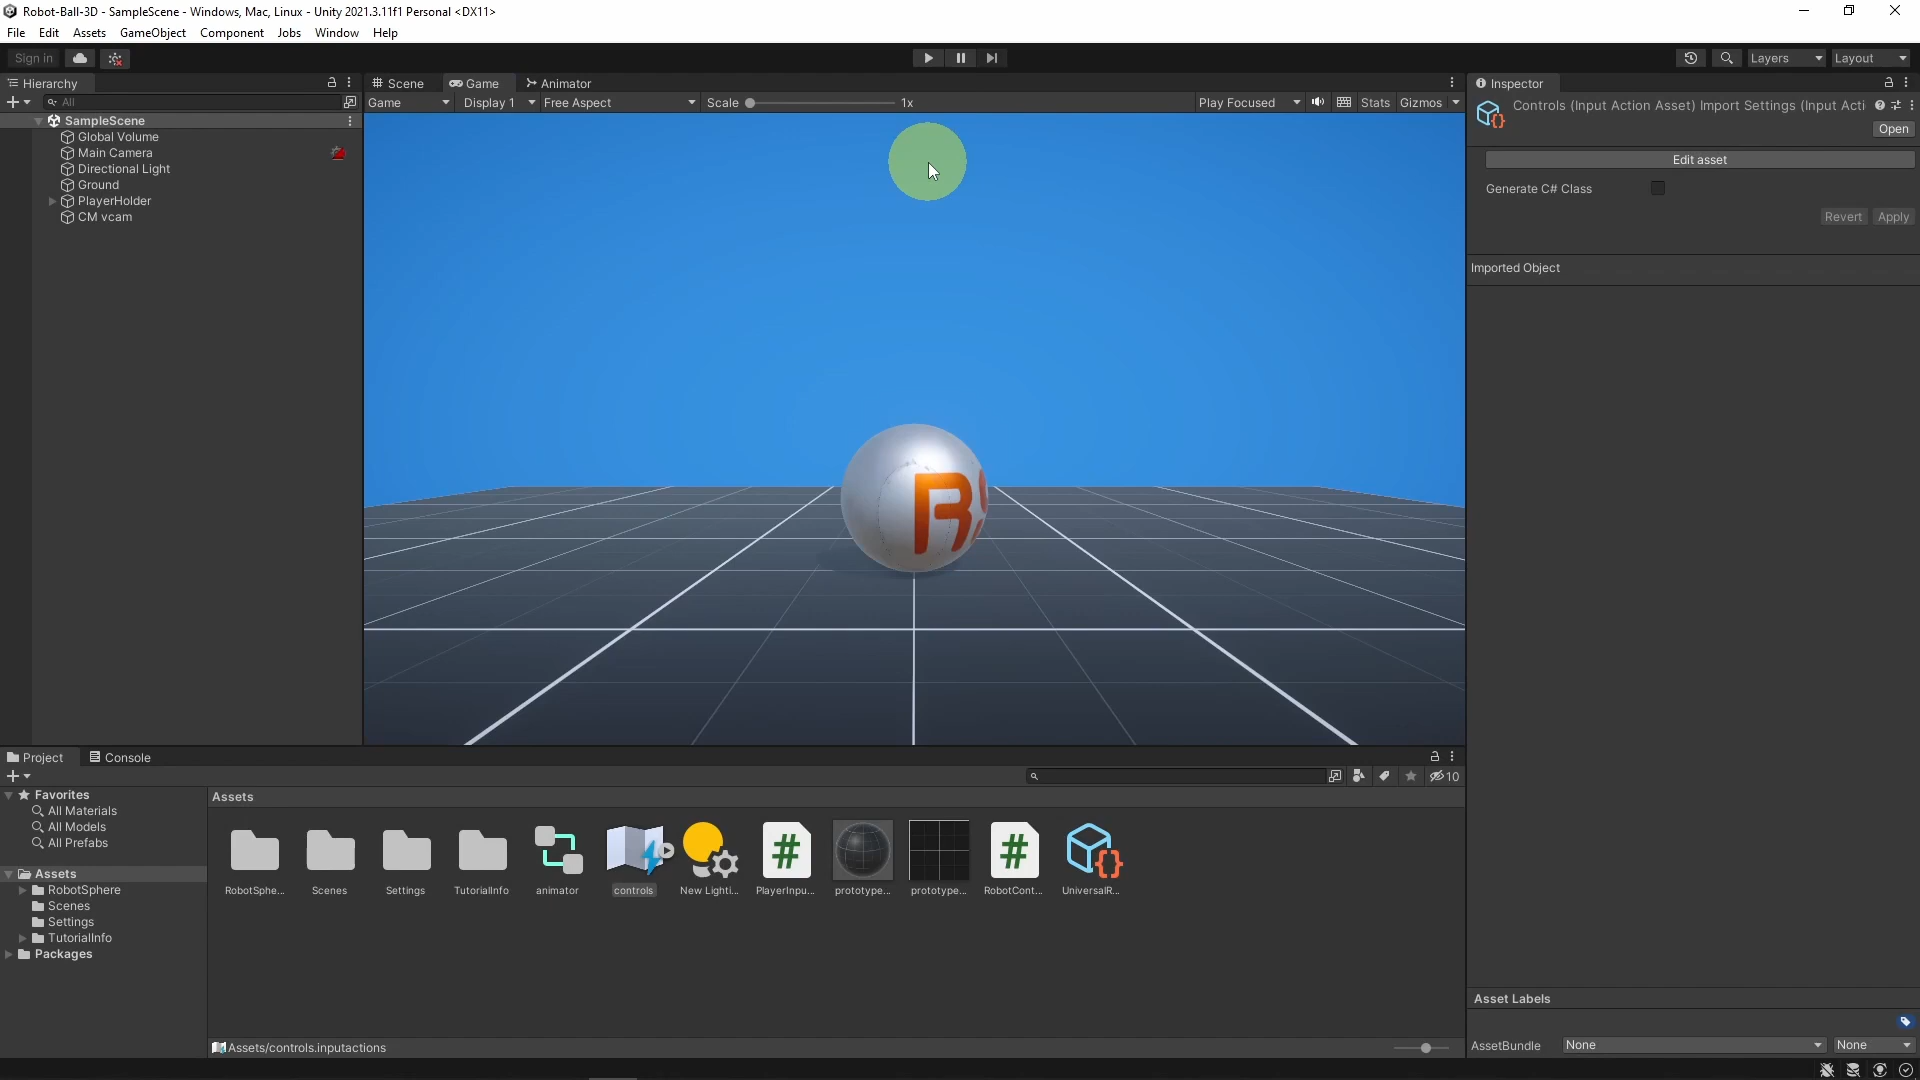 Robot-Ball-3D - SampleScene - Windows, Mac, Linux - Unity 2021.3.11f1 Personal <DX11>
File Edit Assets GameObject Component Jobs Window Help
Sign in
Layers
Layout
Hierarchy
All
SampleScene
Global Volume
Main Camera
Directional Light
Ground
PlayerHolder
CM vcam
Scene
Game
Animator
Game
Display 1
Free Aspect
Scale
1x
Play Focused
Stats
Gizmos
R
Inspector
Controls (Input Action Asset) Import Settings (Input Acti
Open
Edit asset
Generate C# Class
Revert
Apply
Imported Object
Project
Console
10
Favorites
All Materials
All Models
All Prefabs
Assets
RobotSphere
Scenes
Settings
TutorialInfo
Packages
Assets
RobotSphe...
Scenes
Settings
TutorialInfo
animator
controls
New Lighti...
PlayerInpu...
prototype...
prototype...
RobotCont...
UniversalR...
Assets/controls.inputactions
Asset Labels
AssetBundle
None
None